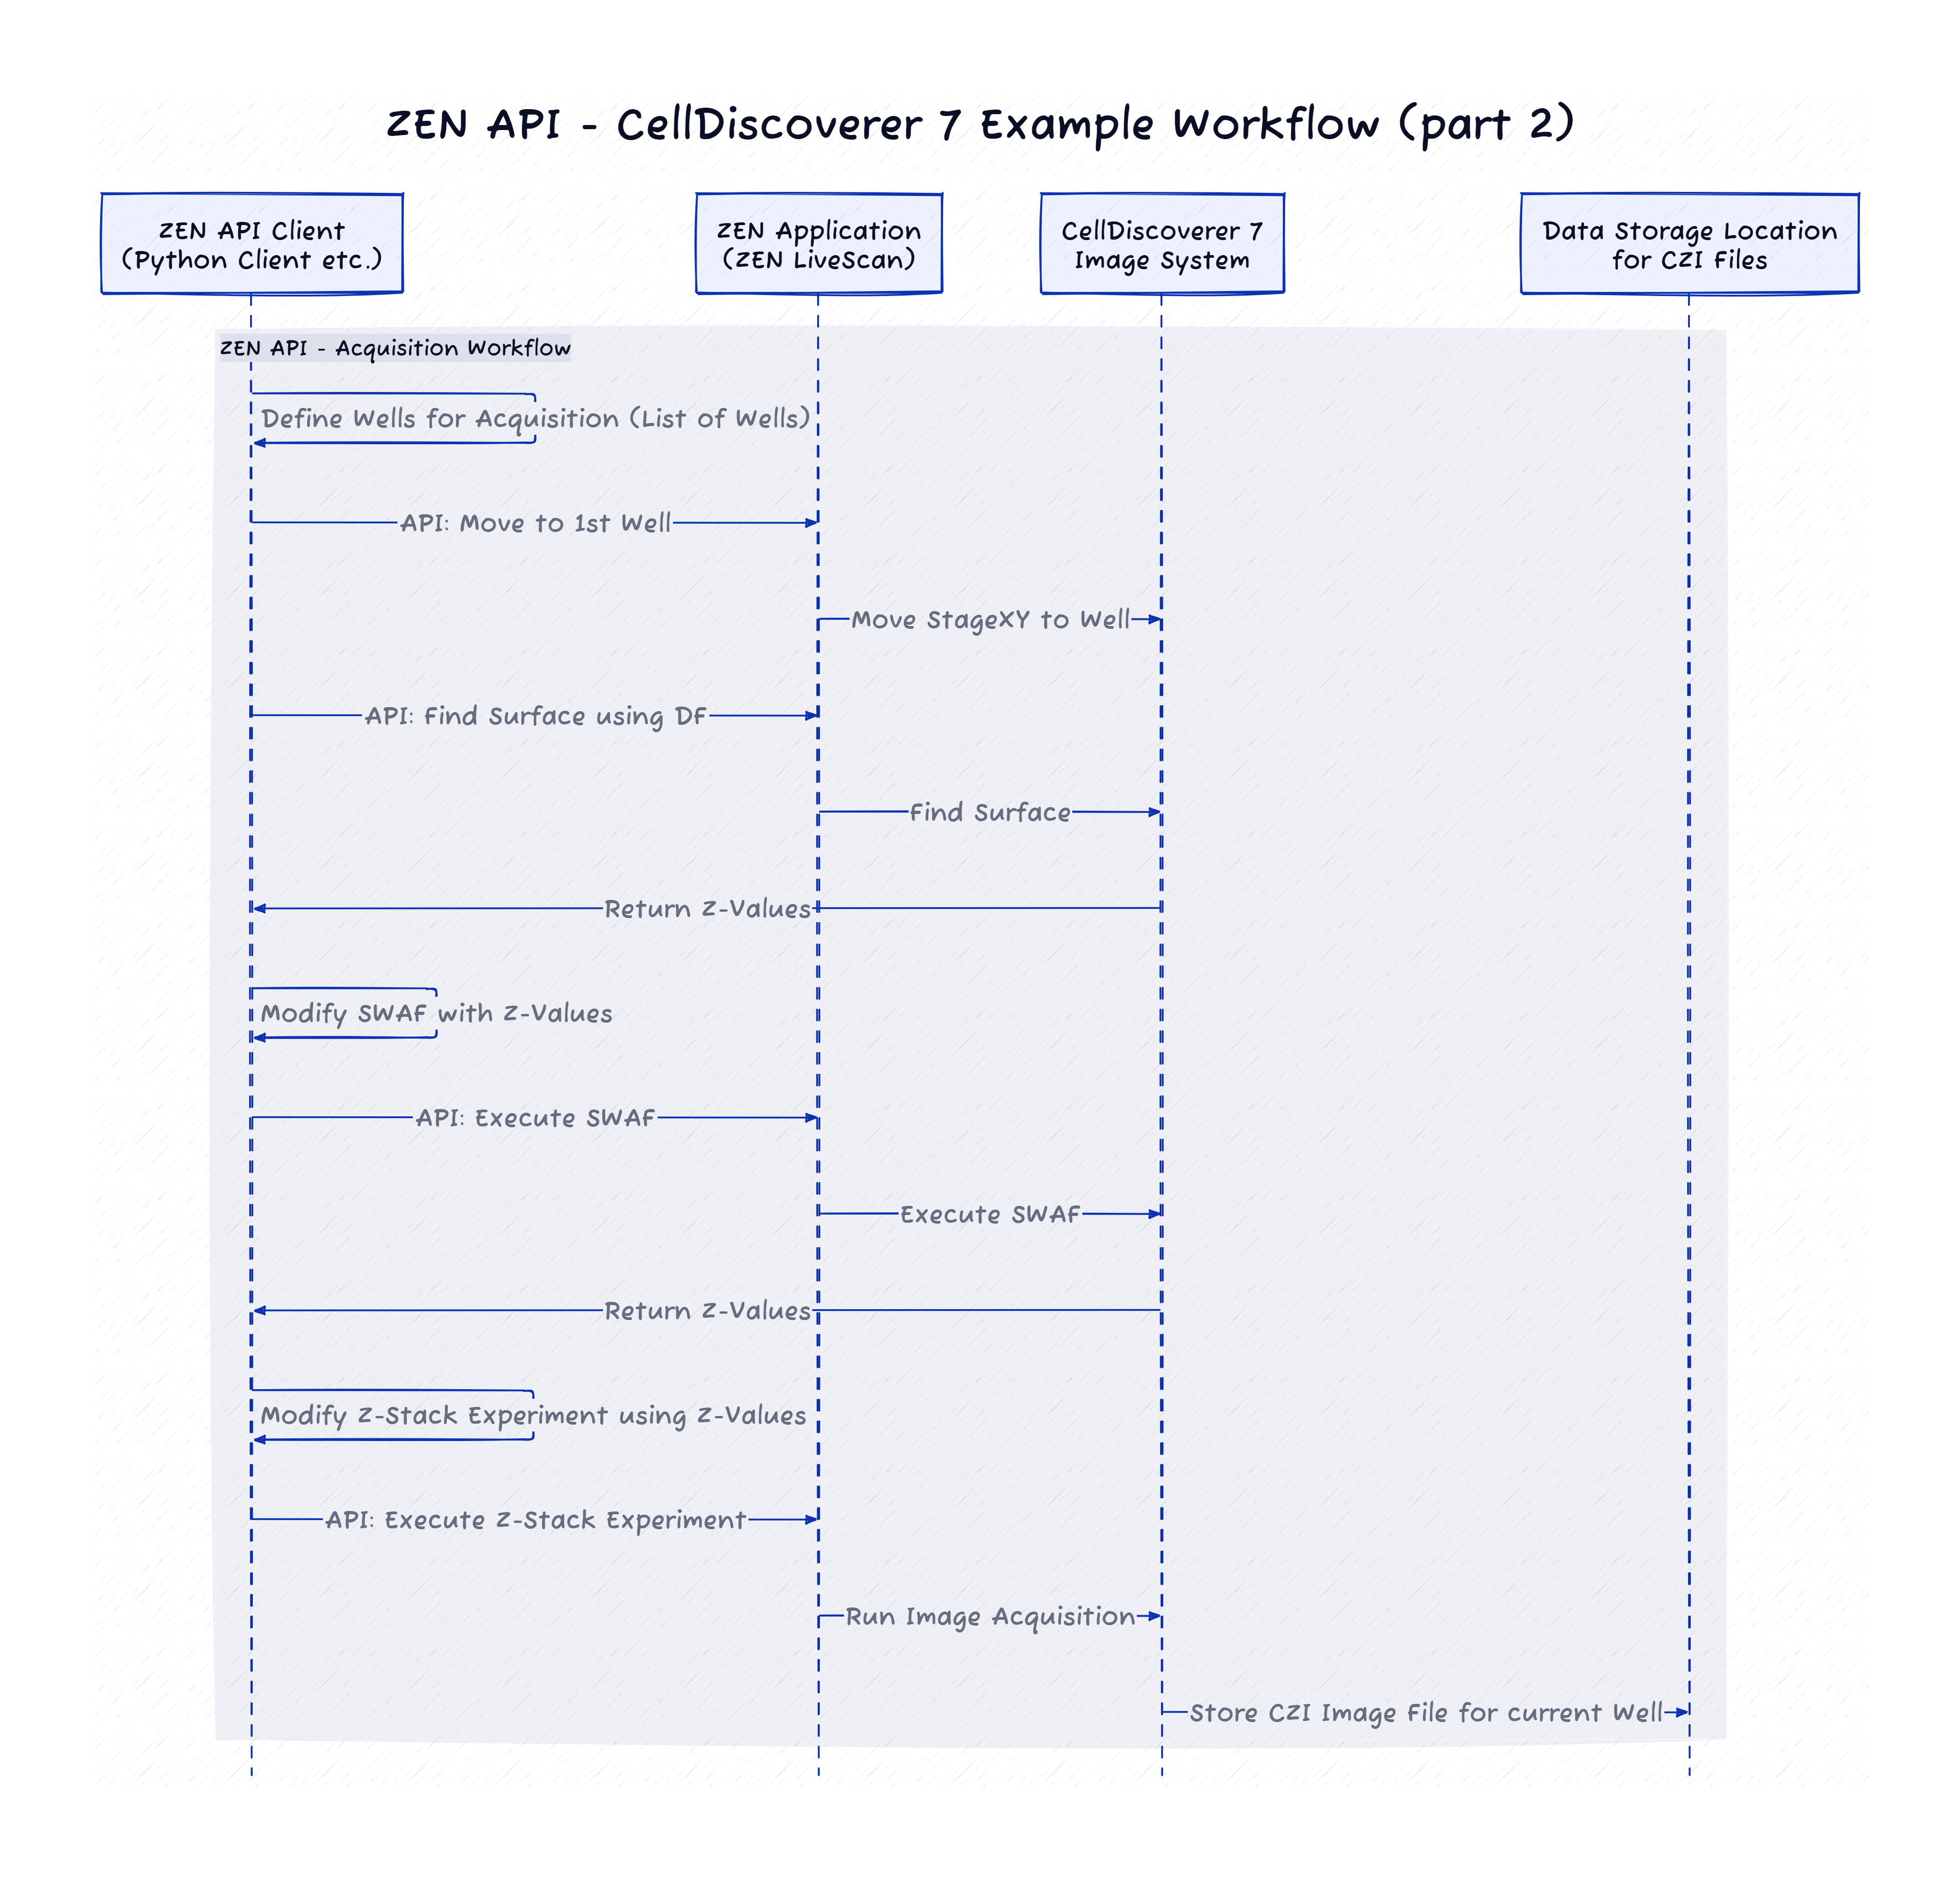 ZEN API - CellDiscoverer 7 Example Workflow (part 2)
ZEN API Client
(Python Client etc.)
ZEN Application
(ZEN LiveScan)
CellDiscoverer 7
Image System
Data Storage Location
for CZI Files
ZEN API - Acquisition Workflow
Define Wells for Acquisition (List of Wells)
API: Move to 1st Well
Move StageXY to Well
API: Find Surface using DF
Find Surface
Return Z-Values
Modify SWAF with Z-Values
API: Execute SWAF
Execute SWAF
Return Z-Values
Modify Z-Stack Experiment using Z-Values
API: Execute Z-Stack Experiment
Run Image Acquisition
Store CZI Image File for current Well